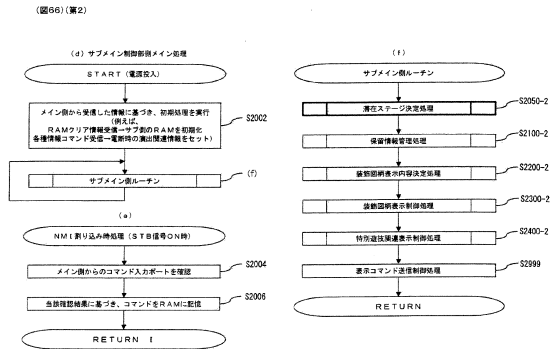 (図66)(第2)
(d) サブメイン制御部側メイン処理
START(電源投入)
メイン側から受信した情報に基づき、初期処理を実行
(例えば、
RAMクリア情報受信→サブ側のRAMを初期化
各種情報コマンド受信→電断時の演出関連情報をセット)
S2002
サブメイン側ルーチン
(f)
(e)
NMI割り込み時処理(STB信号ON時)
メイン側からのコマンド入力ポートを確認
S2004
当該確認結果に基づき、コマンドをRAMに記憶
S2006
RETURN I
(f)
サブメイン側ルーチン
滞在ステージ決定処理
S2050-2
保留情報管理処理
S2100-2
装飾図柄表示内容決定処理
S2200-2
装飾図柄表示制御処理
S2300-2
特別遊技関連表示制御処理
S2400-2
表示コマンド送信制御処理
S2999
RETURN